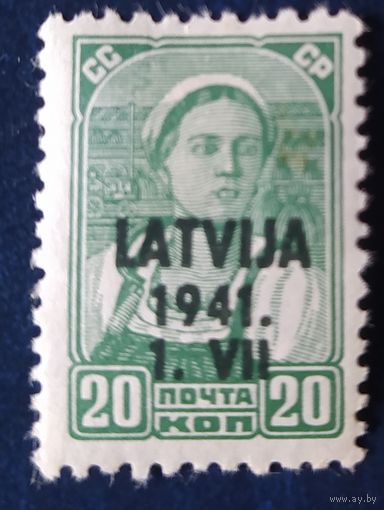 СС СР
LATVIJA
1941.
1. VII
20 ПОЧТА 20
КОП
www.ay.by